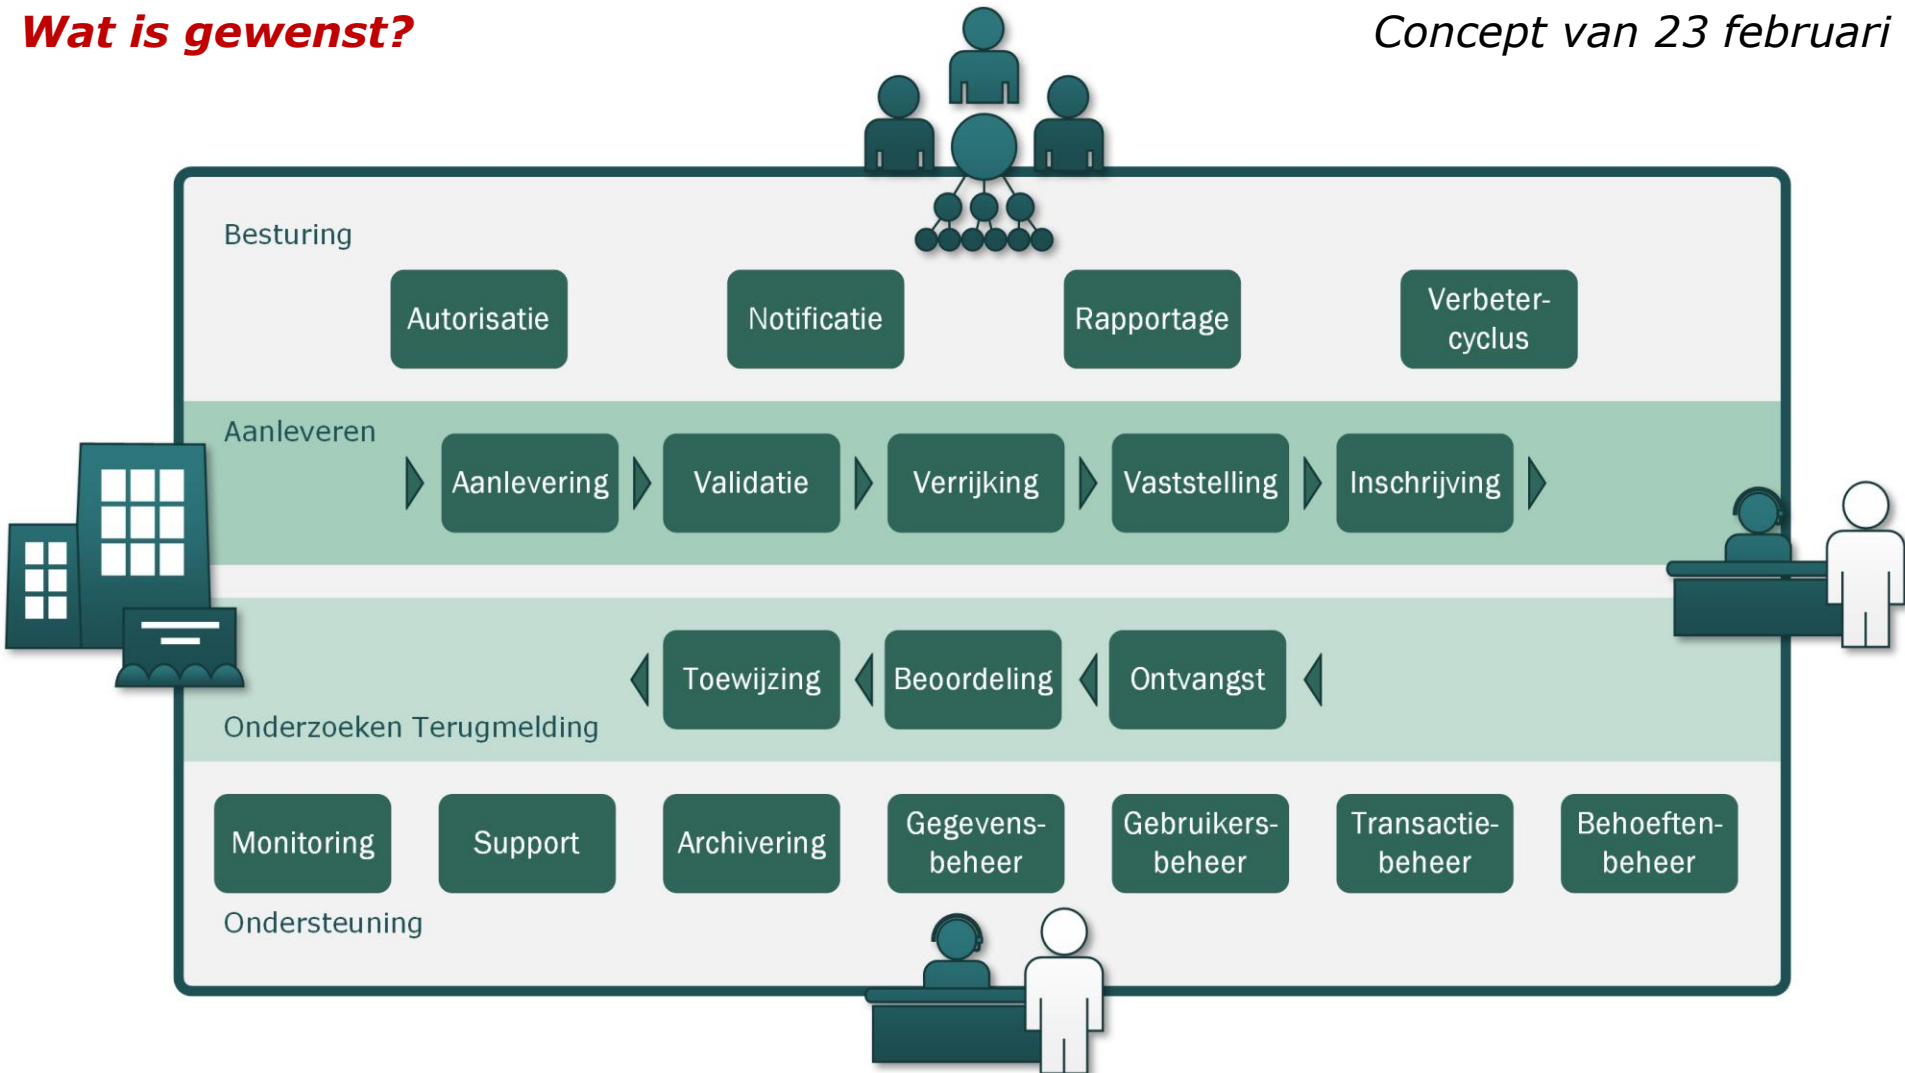 Wat is gewenst?
Concept van 23 februari
Besturing
Autorisatie
Notificatie
Rapportage
Verbeter-
cyclus
Aanleveren
Aanlevering
Validatie
Verrijking
Vaststelling
Inschrijving
Toewijzing
Beoordeling
Ontvangst
Onderzoeken Terugmelding
Monitoring
Support
Archivering
Gegevens-
beheer
Gebruikers-
beheer
Transactie-
beheer
Behoeften-
beheer
Ondersteuning